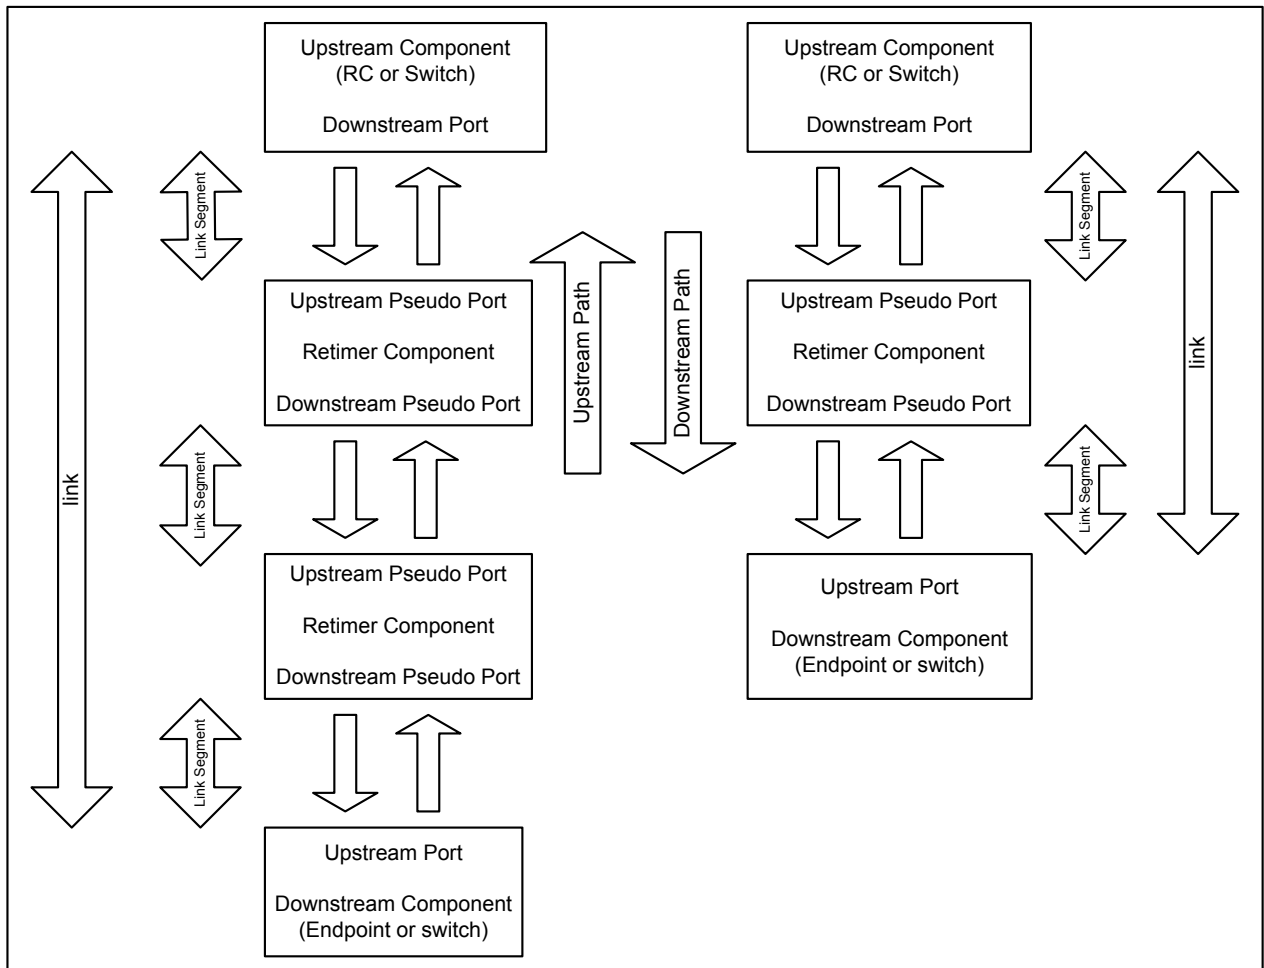 Upstream Component
(RC or Switch)
Downstream Port
Upstream Component
(RC or Switch)
Downstream Port
link
Link Segment
Link Segment
link
Upstream Pseudo Port
Retimer Component
Downstream Pseudo Port
Upstream Path
Downstream Path
Upstream Pseudo Port
Retimer Component
Downstream Pseudo Port
Link Segment
Link Segment
Upstream Pseudo Port
Retimer Component
Downstream Pseudo Port
Upstream Port
Downstream Component
(Endpoint or switch)
Link Segment
Upstream Port
Downstream Component
(Endpoint or switch)